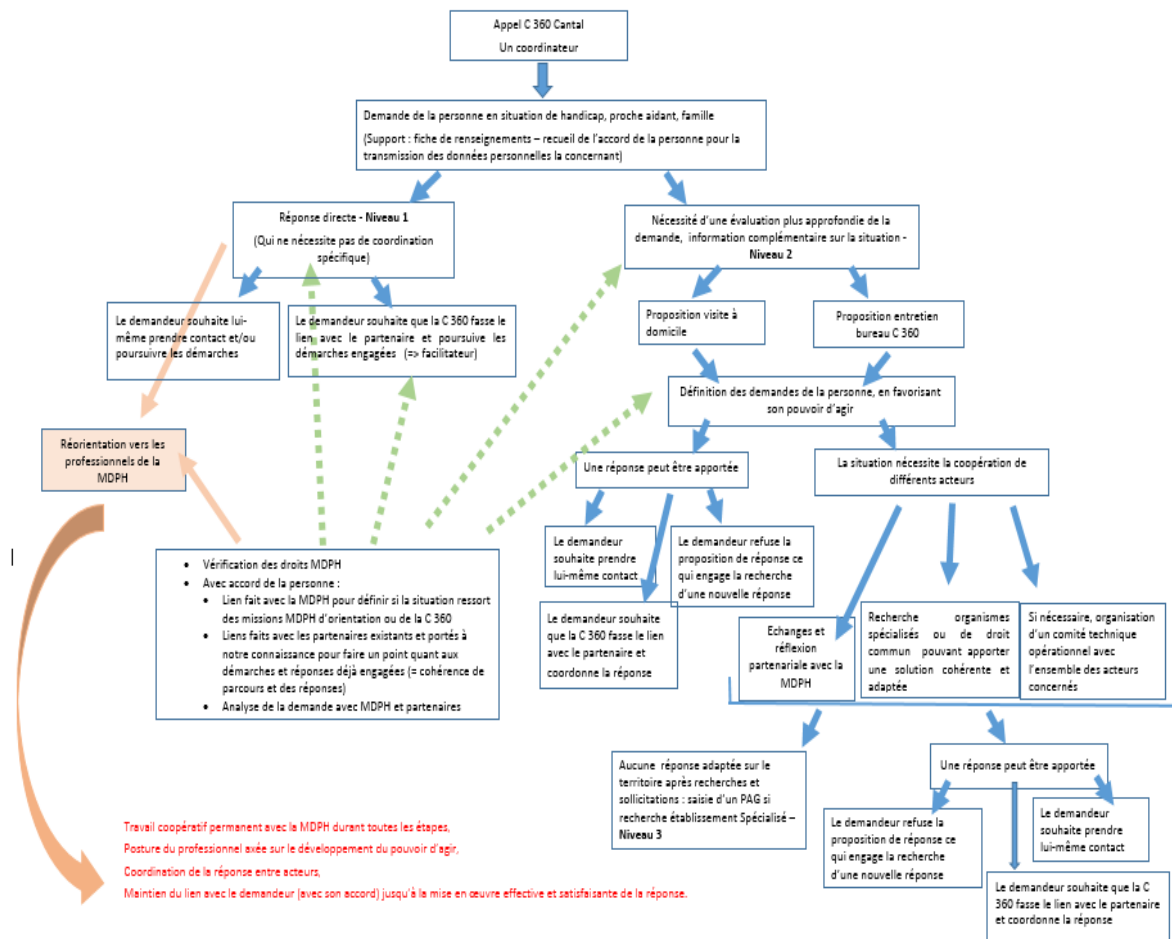 Appel C 360 Cantal
Un coordinateur
Demande de la personne en situation de handicap, proche aidant, famille
(Support : fiche de renseignements – recueil de l'accord de la personne pour la
transmission des données personnelles la concernant)
Réponse directe - Niveau 1
(Qui ne nécessite pas de coordination
spécifique)
Nécessité d'une évaluation plus approfondie de la
demande, information complémentaire sur la situation -
Niveau 2
Le demandeur souhaite lui-
même prendre contact et/ou
poursuivre les démarches
Le demandeur souhaite que la C 360 fasse le
lien avec le partenaire et poursuive les
démarches engagées (=> facilitateur)
Proposition visite à
domicile
Proposition entretien
bureau C 360
Définition des demandes de la personne, en favorisant
son pouvoir d'agir
Réorientation vers les
professionnels de la
MDPH
Une réponse peut être apportée
La situation nécessite la coopération de
différents acteurs
Le demandeur
souhaite prendre
lui-même contact
Le demandeur refuse la
proposition de réponse ce
qui engage la recherche
d'une nouvelle réponse
Le demandeur souhaite
que la C 360 fasse le lien
avec le partenaire et
coordonne la réponse
• Vérification des droits MDPH
• Avec accord de la personne :
• Lien fait avec la MDPH pour définir si la situation ressort
des missions MDPH d'orientation ou de la C 360
• Liens faits avec les partenaires existants et portés à
notre connaissance pour faire un point quant aux
démarches et réponses déjà engagées (= cohérence de
parcours et des réponses)
• Analyse de la demande avec MDPH et partenaires
Echanges et
réflexion
partenariale avec la
MDPH
Recherche organismes
spécialisés ou de droit
commun pouvant apporter
une solution cohérente et
adaptée
Si nécessaire, organisation
d'un comité technique
opérationnel avec
l'ensemble des acteurs
concernés
Aucune réponse adaptée sur le
territoire après recherches et
sollicitations : saisie d'un PAG si
recherche établissement Spécialisé –
Niveau 3
Une réponse peut être apportée
Le demandeur refuse la
proposition de réponse ce
qui engage la recherche
d'une nouvelle réponse
Le demandeur
souhaite prendre
lui-même contact
Le demandeur souhaite que la C
360 fasse le lien avec le partenaire
et coordonne la réponse
Travail coopératif permanent avec la MDPH durant toutes les étapes,
Posture du professionnel axée sur le développement du pouvoir d'agir,
Coordination de la réponse entre acteurs,
Maintien du lien avec le demandeur (avec son accord) jusqu'à la mise en œuvre effective et satisfaisante de la réponse.